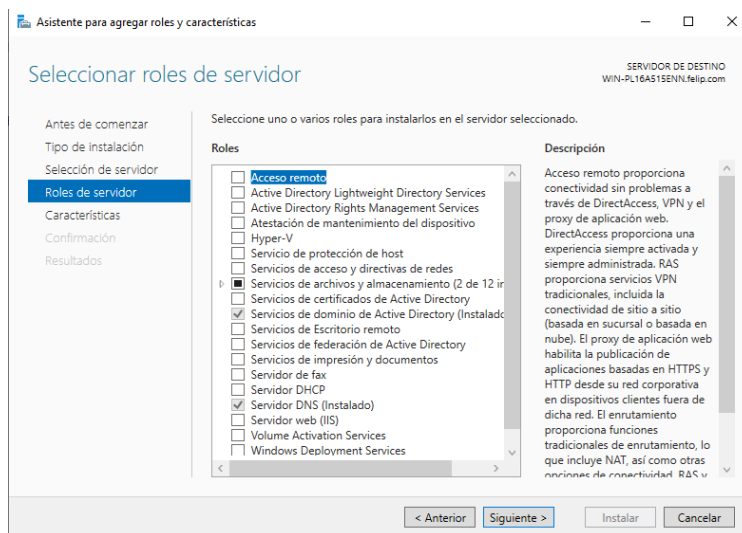 Asistente para agregar roles y características
Seleccionar roles de servidor
SERVIDOR DE DESTINO
WIN-PL16A515ENN.felip.com
Antes de comenzar
Tipo de instalación
Selección de servidor
Roles de servidor
Características
Confirmación
Resultados
Seleccione uno o varios roles para instalarlos en el servidor seleccionado.
Roles
Acceso remoto
Active Directory Lightweight Directory Services
Active Directory Rights Management Services
Atestación de mantenimiento del dispositivo
Hyper-V
Servicio de protección de host
Servicios de acceso y directivas de redes
Servicios de archivos y almacenamiento (2 de 12 in
Servicios de certificados de Active Directory
Servicios de dominio de Active Directory (Instalado
Servicios de Escritorio remoto
Servicios de federación de Active Directory
Servicios de impresión y documentos
Servidor de fax
Servidor DHCP
Servidor DNS (Instalado)
Servidor web (IIS)
Volume Activation Services
Windows Deployment Services
Descripción
Acceso remoto proporciona
conectividad sin problemas a
través de DirectAccess, VPN y el
proxy de aplicación web.
DirectAccess proporciona una
experiencia siempre activada y
siempre administrada. RAS
proporciona servicios VPN
tradicionales, incluida la
conectividad de sitio a sitio
(basada en sucursal o basada en
nube). El proxy de aplicación web
habilita la publicación de
aplicaciones basadas en HTTPS y
HTTP desde su red corporativa
en dispositivos clientes fuera de
dicha red. El enrutamiento
proporciona funciones
tradicionales de enrutamiento, lo
que incluye NAT, así como otras
opciones de conectividad. RAS y
< Anterior
Siguiente >
Instalar
Cancelar